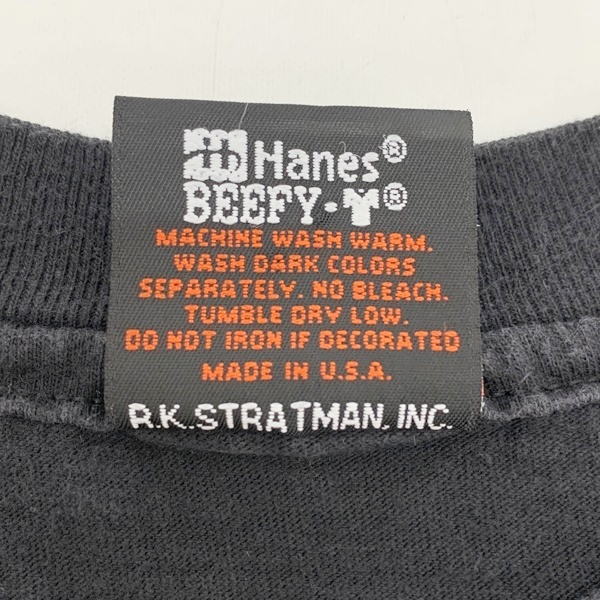 Hanes®
BEEFY-T®
MACHINE WASH WARM.
WASH DARK COLORS
SEPARATELY. NO BLEACH.
TUMBLE DRY LOW.
DO NOT IRON IF DECORATED
MADE IN U.S.A.
R.K.STRATMAN, INC.